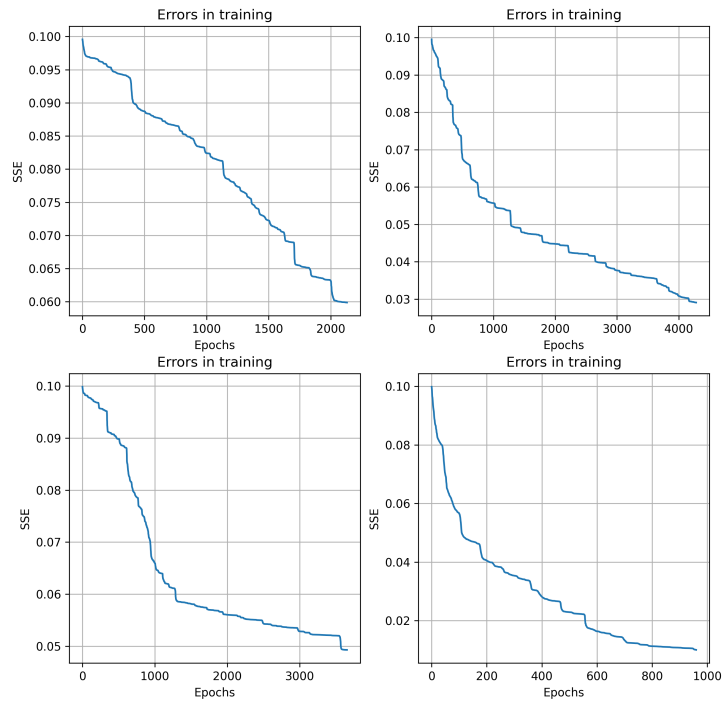 Errors in training
0.100
0.095
0.090
0.085
0.080
0.075
0.070
0.065
0.060
SSE
0 500 1000 1500 2000
Epochs
Errors in training
0.10
0.09
0.08
0.07
0.06
0.05
0.04
0.03
SSE
0 1000 2000 3000 4000
Epochs
Errors in training
0.10
0.09
0.08
0.07
0.06
0.05
SSE
0 1000 2000 3000
Epochs
Errors in training
0.10
0.08
0.06
0.04
0.02
SSE
0 200 400 600 800 1000
Epochs